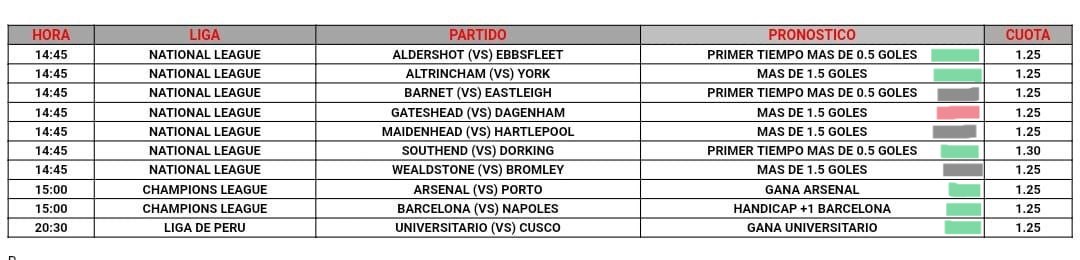 HORA LIGA PARTIDO PRONOSTICO CUOTA
14:45 NATIONAL LEAGUE ALDERSHOT (VS) EBBSFLEET PRIMER TIEMPO MAS DE 0.5 GOLES 1.25
14:45 NATIONAL LEAGUE ALTRINCHAM (VS) YORK MAS DE 1.5 GOLES 1.25
14:45 NATIONAL LEAGUE BARNET (VS) EASTLEIGH PRIMER TIEMPO MAS DE 0.5 GOLES 1.25
14:45 NATIONAL LEAGUE GATESHEAD (VS) DAGENHAM MAS DE 1.5 GOLES 1.25
14:45 NATIONAL LEAGUE MAIDENHEAD (VS) HARTLEPOOL MAS DE 1.5 GOLES 1.25
14:45 NATIONAL LEAGUE SOUTHEND (VS) DORKING PRIMER TIEMPO MAS DE 0.5 GOLES 1.30
14:45 NATIONAL LEAGUE WEALDSTONE (VS) BROMLEY MAS DE 1.5 GOLES 1.25
15:00 CHAMPIONS LEAGUE ARSENAL (VS) PORTO GANA ARSENAL 1.25
15:00 CHAMPIONS LEAGUE BARCELONA (VS) NAPOLES HANDICAP +1 BARCELONA 1.25
20:30 LIGA DE PERU UNIVERSITARIO (VS) CUSCO GANA UNIVERSITARIO 1.25